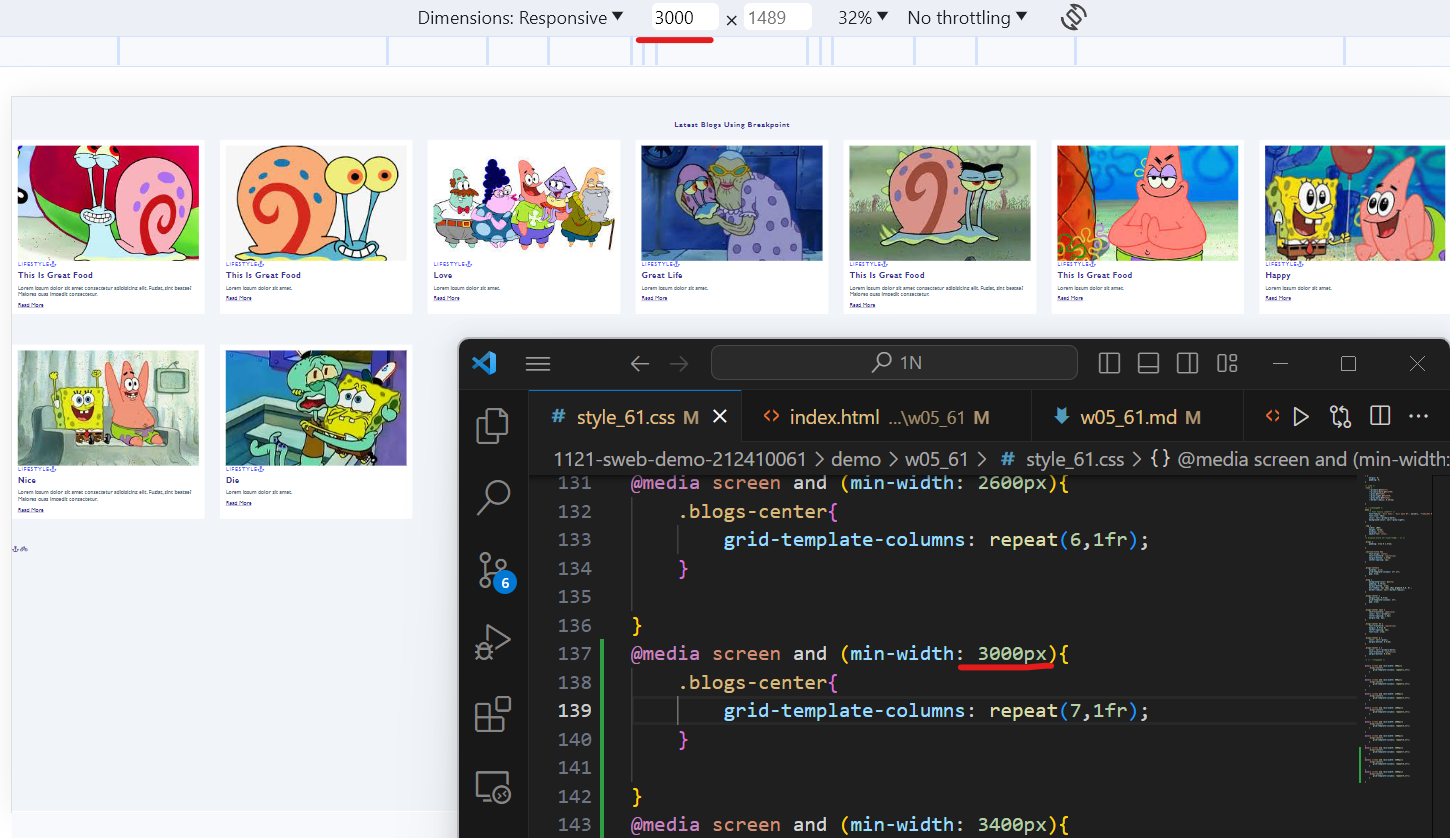 Dimensions: Responsive ▼ 3000 × 1489 32% ▼ No throttling ▼
Latest Blogs Using Breakpoint
LIFESTYLE LIFESTYLE LIFESTYLE LIFESTYLE LIFESTYLE LIFESTYLE LIFESTYLE
This Is Great Food This Is Great Food Love Great Life This Is Great Food This Is Great Food Happy
Lorem ipsum dolor sit amet consectetur adipisicing elit. Fugiat, sint beatae? Lorem ipsum dolor sit amet. Lorem ipsum dolor sit amet. Lorem ipsum dolor sit amet. Lorem ipsum dolor sit amet consectetur adipisicing elit. Fugiat, sint beatae? Lorem ipsum dolor sit amet. Lorem ipsum dolor sit amet.
Maiores quas impedit consectetur. Read More Read More Read More Maiores quas impedit consectetur. Read More Read More
Read More Read More
LIFESTYLE LIFESTYLE
Nice Die
Lorem ipsum dolor sit amet consectetur adipisicing elit. Fugiat, sint beatae? Lorem ipsum dolor sit amet.
Maiores quas impedit consectetur. Read More
Read More
1N
# style_61.css M <> index.html ...\w05_61 M w05_61.md M
1121-sweb-demo-212410061 > demo > w05_61 > # style_61.css > {} @media screen and (min-width:
131 @media screen and (min-width: 2600px){
132 .blogs-center{
133 grid-template-columns: repeat(6,1fr);
134 }
135
136 }
137 @media screen and (min-width: 3000px){
138 .blogs-center{
139 grid-template-columns: repeat(7,1fr);
140 }
141
142 }
143 @media screen and (min-width: 3400px){
6